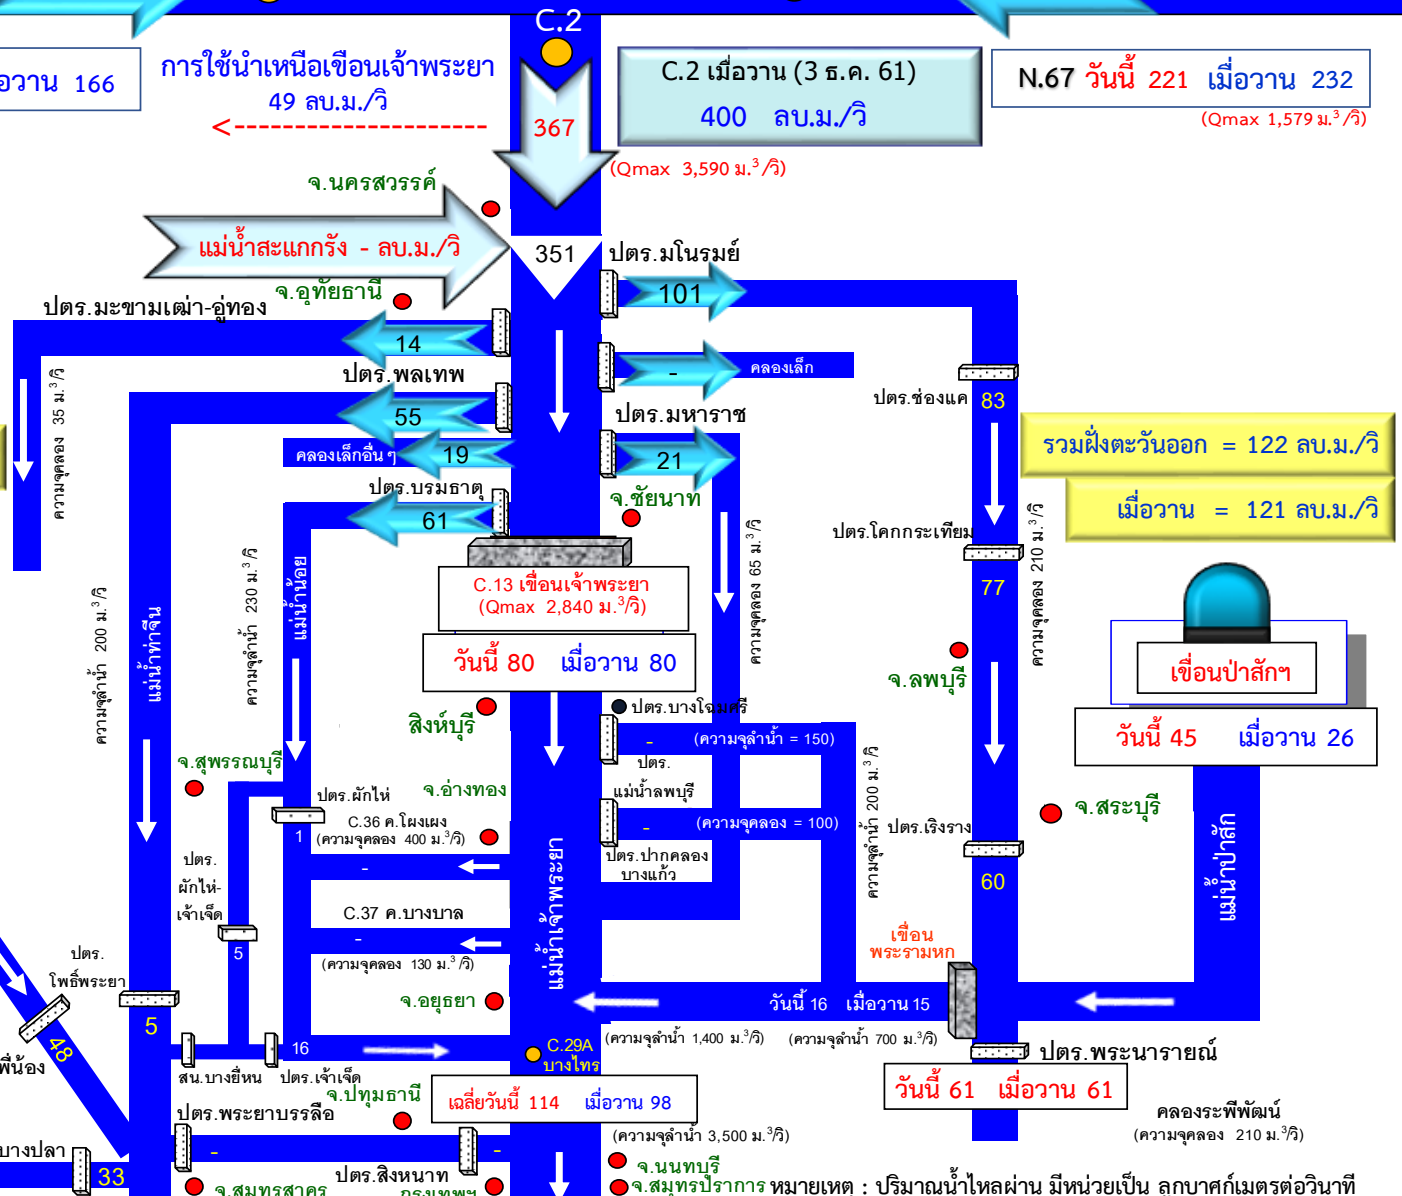 C.2
อวาน 166
การใช้น้ำเหนือเขื่อนเจ้าพระยา
49 ลบ.ม./วิ
367
C.2 เมื่อวาน (3 ธ.ค. 61)
400 ลบ.ม./วิ
(Qmax 3,590 ม.³/วิ)
N.67 วันนี้ 221 เมื่อวาน 232
(Qmax 1,579 ม.³/วิ)
จ.นครสวรรค์
แม่น้ำสะแกกรัง - ลบ.ม./วิ
351
ปตร.มโนรมย์
101
จ.อุทัยธานี
ปตร.มะขามเฒ่า-อู่ทอง
14
- คลองเล็ก
ความจุคลอง 35 ม.³/วิ
ปตร.พลเทพ
55
ปตร.ช่องแค
83
ปตร.มหาราช
21
คลองเล็กอื่น ๆ 19
รวมฝั่งตะวันออก = 122 ลบ.ม./วิ
เมื่อวาน = 121 ลบ.ม./วิ
ปตร.บรมธาตุ
61
จ.ชัยนาท
ปตร.โคกกระเทียม
77
ความจุคลอง 210 ม.³/วิ
ความจุคลอง 65 ม.³/วิ
C.13 เขื่อนเจ้าพระยา
(Qmax 2,840 ม.³/วิ)
วันนี้ 80 เมื่อวาน 80
ความจุลำน้ำ 200 ม.³/วิ
แม่น้ำท่าจีน
ความจุลำน้ำ 230 ม.³/วิ
แม่น้ำน้อย
จ.ลพบุรี
เขื่อนป่าสักฯ
วันนี้ 45 เมื่อวาน 26
สิงห์บุรี
ปตร.บางโฉมศรี
- (ความจุลำน้ำ = 150)
ปตร.
แม่น้ำลพบุรี
- (ความจุคลอง = 100)
ปตร.ปากคลอง
บางแก้ว
ความจุลำน้ำ 200 ม.³/วิ
จ.สุพรรณบุรี
จ.อ่างทอง
ปตร.ผักไห่
1
C.36 ค.โผงเผง
(ความจุคลอง 400 ม.³/วิ)
-
จ.สระบุรี
ปตร.เริงราง
60
แม่น้ำป่าสัก
ปตร.
ผักไห่-
เจ้าเจ็ด
5
C.37 ค.บางบาล
-
(ความจุคลอง 130 ม.³/วิ)
แม่น้ำเจ้าพระยา
เขื่อน
พระรามหก
ปตร.
โพธิ์พระยา
5
จ.อยุธยา
วันนี้ 16 เมื่อวาน 15
(ความจุลำน้ำ 1,400 ม.³/วิ) (ความจุลำน้ำ 700 ม.³/วิ)
48
พี่น้อง
16
สน.บางยี่หน ปตร.เจ้าเจ็ด
C.29A
บางไทร
ปตร.พระนารายณ์
วันนี้ 61 เมื่อวาน 61
จ.ปทุมธานี
เฉลี่ยวันนี้ 114 เมื่อวาน 98
(ความจุลำน้ำ 3,500 ม.³/วิ)
คลองระพีพัฒน์
(ความจุคลอง 210 ม.³/วิ)
ปตร.พระยาบรรลือ
- -
บางปลา
33
ปตร.สิงหนาท
จ.นนทบุรี
จ.สมุทรสาคร
กรุงเทพฯ
จ.สมุทรปราการ หมายเหตุ : ปริมาณน้ำไหลผ่าน มีหน่วยเป็น ลูกบาศก์เมตรต่อวินาที